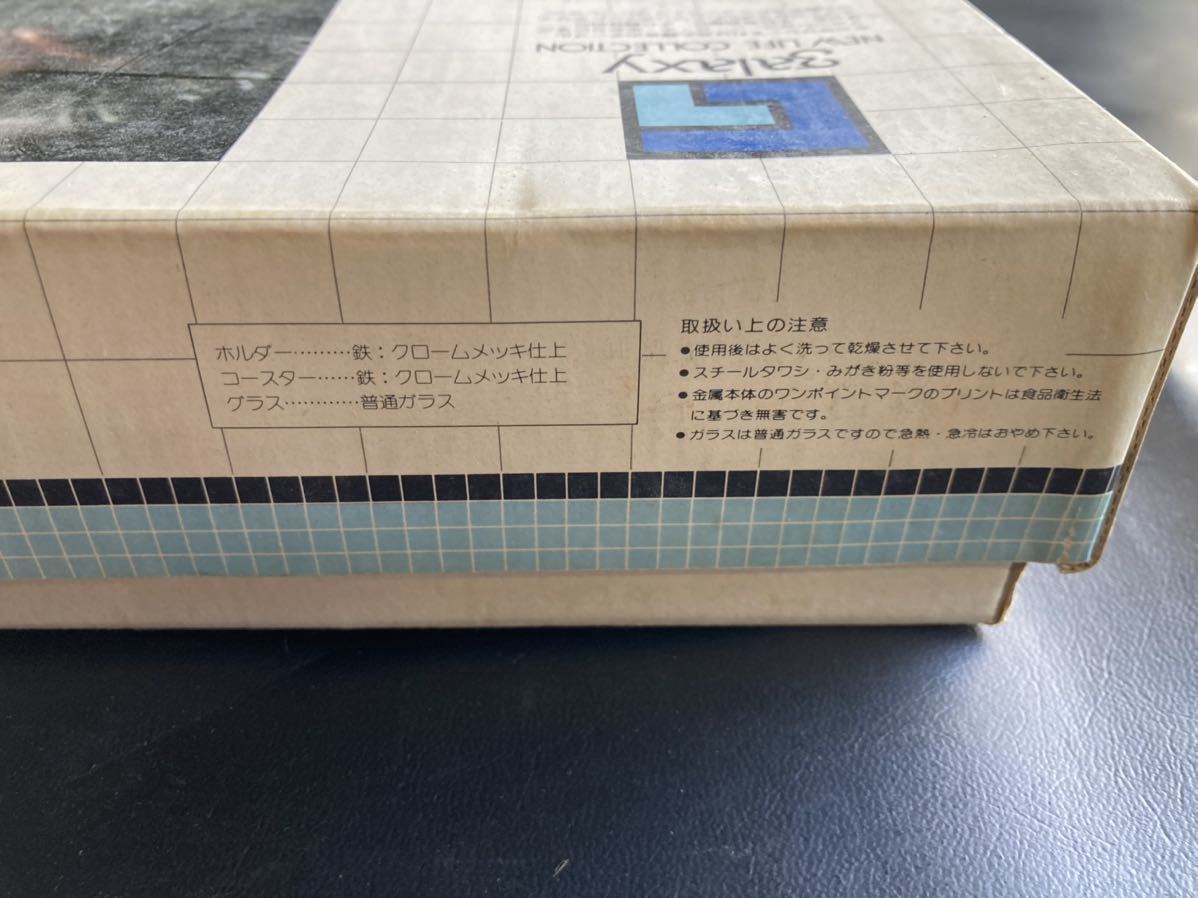 galaxy
NEW LIFE COLLECTION
ホルダー………鉄：クロームメッキ仕上
コースター……鉄：クロームメッキ仕上
グラス…………普通ガラス
取扱い上の注意
●使用後はよく洗って乾燥させて下さい。
●スチールタワシ・みがき粉等を使用しないで下さい。
●金属本体のワンポイントマークのプリントは食品衛生法
に基づき無害です。
●ガラスは普通ガラスですので急熱・急冷はおやめ下さい。